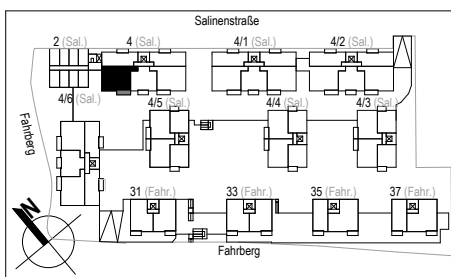 Salinenstraße
2 (Sal.) 4 (Sal.) 4/1 (Sal.) 4/2 (Sal.)
4/6 (Sal.) 4/5 (Sal.) 4/4 (Sal.) 4/3 (Sal.)
Fahrberg
31 (Fahr.) 33 (Fahr.) 35 (Fahr.) 37 (Fahr.)
N
Fahrberg